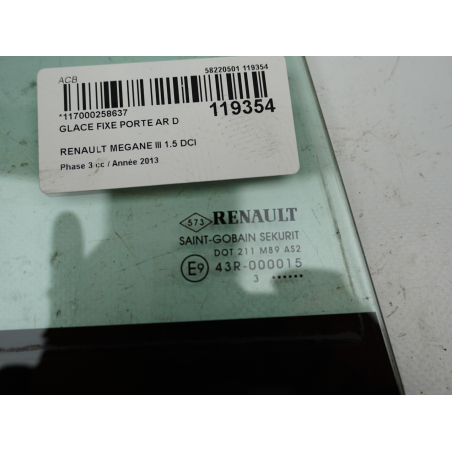 ACB
58220501 119354
*117000258637
119354
GLACE FIXE PORTE AR D
RENAULT MEGANE III 1.5 DCI
Phase 3 cc / Année 2013
573 RENAULT
SAINT-GOBAIN SEKURIT
DOT 211 M89 AS2
E9 43R-000015
3 ••••••